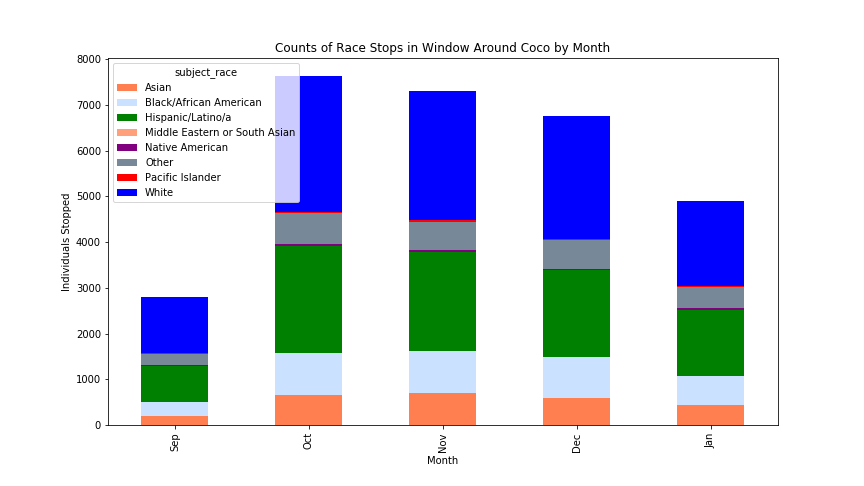 Counts of Race Stops in Window Around Coco by Month
8000
7000
6000
5000
4000
3000
2000
1000
0
Individuals Stopped
subject_race
Asian
Black/African American
Hispanic/Latino/a
Middle Eastern or South Asian
Native American
Other
Pacific Islander
White
Sep
Oct
Nov
Dec
Jan
Month